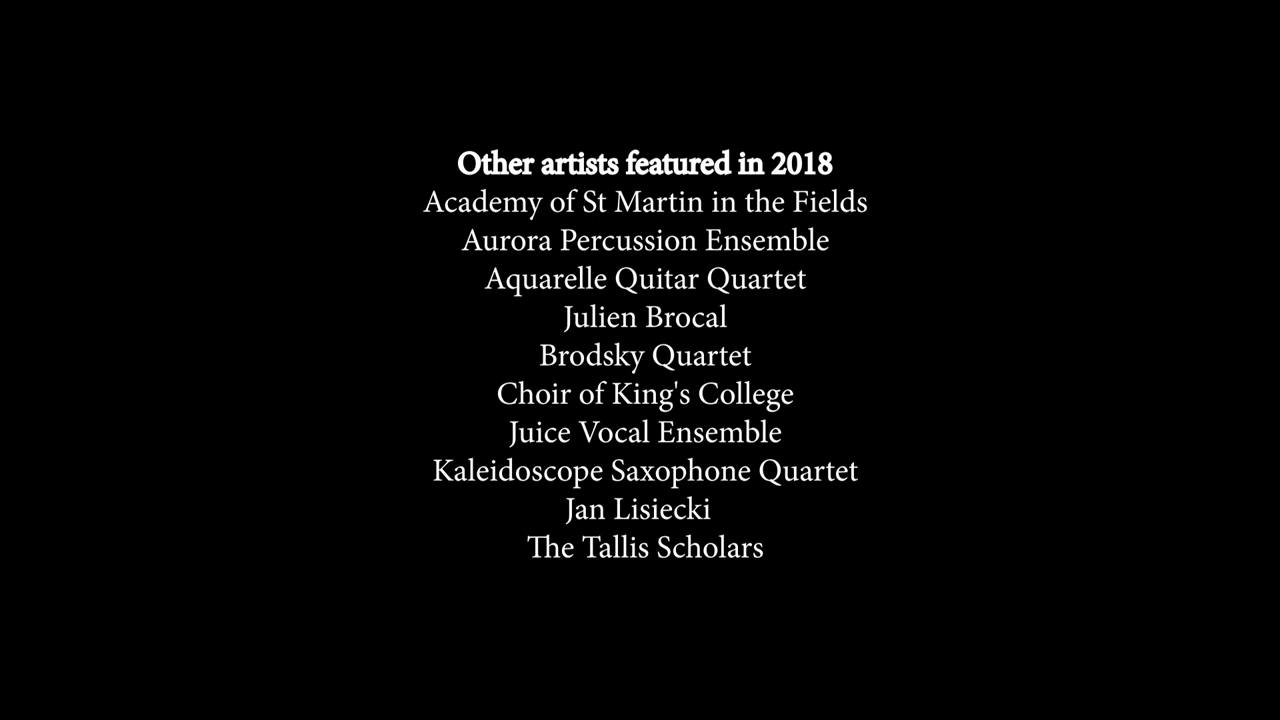 Other artists featured in 2018
Academy of St Martin in the Fields
Aurora Percussion Ensemble
Aquarelle Quitar Quartet
Julien Brocal
Brodsky Quartet
Choir of King's College
Juice Vocal Ensemble
Kaleidoscope Saxophone Quartet
Jan Lisiecki
The Tallis Scholars